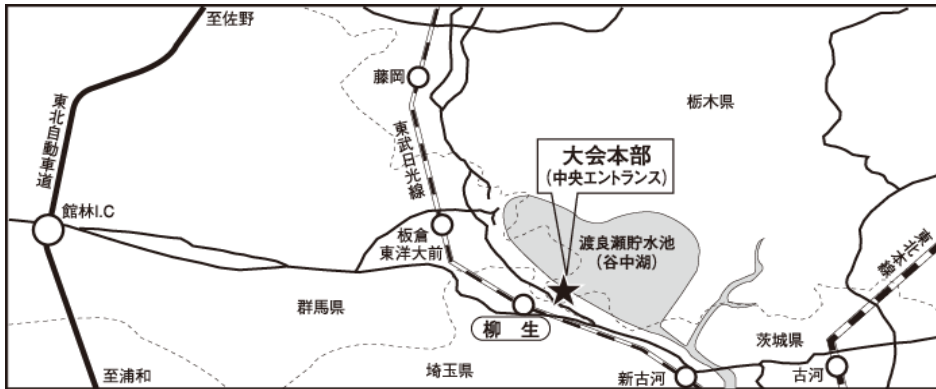 至佐野
藤岡
栃木県
東北自動車道
東武日光線
大会本部
(中央エントランス)
館林I.C
板倉
東洋大前
渡良瀬貯水池
(谷中湖)
東北本線
群馬県
柳生
茨城県
至浦和
埼玉県
新古河
古河